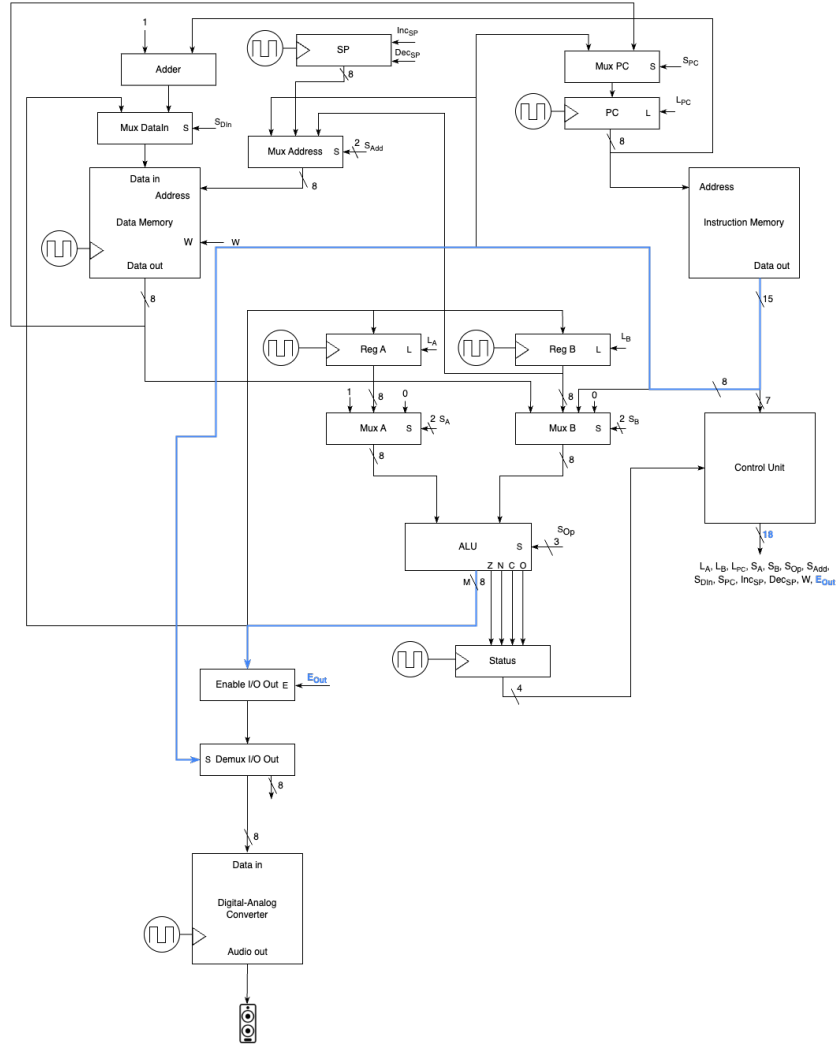 1
Adder
Inc_SP
SP
Dec_SP
8
Mux PC S
S_PC
Mux DataIn S
S_DIn
L_PC
PC L
8
Mux Address S
2 S_Add
8
Data in
Address
Data Memory
W
W
Data out
8
Address
Instruction Memory
Data out
15
Reg A L
L_A
Reg B L
L_B
8
7
1
8
0
8
0
Mux A S
2 S_A
Mux B S
2 S_B
8
8
Control Unit
ALU S
S_Op
3
Z N C O
M 8
18
L_A, L_B, L_PC, S_A, S_B, S_Op, S_Add,
S_DIn, S_PC, Inc_SP, Dec_SP, W, E_Out
Status
4
Enable I/O Out E
E_Out
S Demux I/O Out
8
8
Data in
Digital-Analog
Converter
Audio out